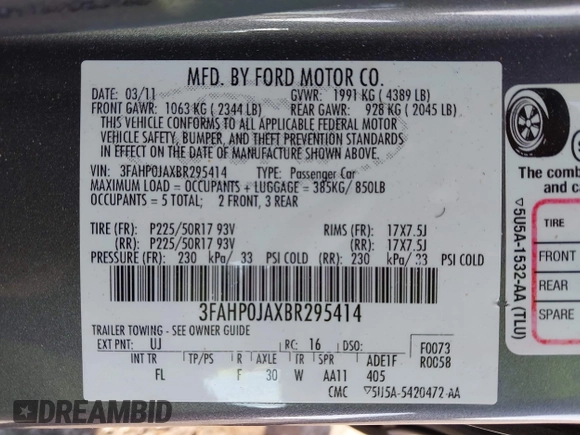 MFD. BY FORD MOTOR CO.
DATE: 03/11 GVWR: 1991 KG ( 4389 LB)
FRONT GAWR: 1063 KG ( 2344 LB) REAR GAWR: 928 KG ( 2045 LB)
THIS VEHICLE CONFORMS TO ALL APPLICABLE FEDERAL MOTOR
VEHICLE SAFETY, BUMPER, AND THEFT PREVENTION STANDARDS
IN EFFECT ON THE DATE OF MANUFACTURE SHOWN ABOVE.
VIN: 3FAHP0JAXBR295414 TYPE: Passenger Car
MAXIMUM LOAD = OCCUPANTS + LUGGAGE = 385KG/ 850LB
OCCUPANTS = 5 TOTAL: 2 FRONT, 3 REAR
TIRE (FR): P225/50R17 93V RIMS (FR): 17X7.5J
(RR): P225/50R17 93V (RR): 17X7.5J
PRESSURE (FR) 230 kPa/ 33 PSI COLD (RR) 230 kPa/ 33 PSI COLD
3FAHP0JAXBR295414
TRAILER TOWING - SEE OWNER GUIDE
EXT PNT: UJ RC: 16 DSO: F0073
R0058
INT TR TP/PS R AXLE TR SPR ADE1F
FL F 30 W AA11 405
CMC ▽5U5A-5420472-AA
The comb
and ca
TIRE
FRONT
REAR
SPARE
▽5U5A-1532-AA (TLU)
DREAMBID